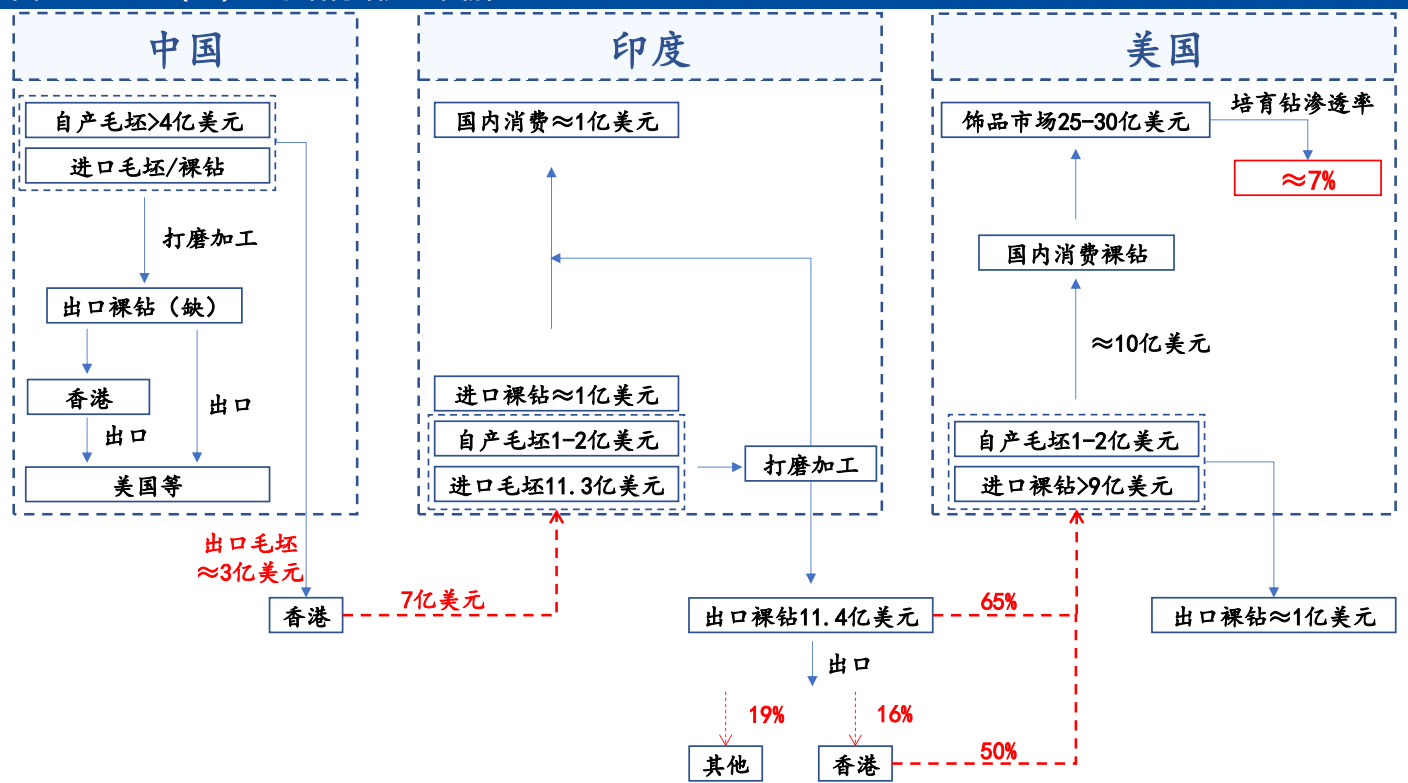 中国
自产毛坯>4亿美元
进口毛坯/裸钻
打磨加工
出口裸钻（缺）
香港
出口
出口
美国等
出口毛坯
≈3亿美元
香港
7亿美元
印度
国内消费≈1亿美元
进口裸钻≈1亿美元
自产毛坯1-2亿美元
进口毛坯11.3亿美元
打磨加工
出口裸钻11.4亿美元
65%
出口
19%
16%
其他
香港
50%
美国
饰品市场25-30亿美元
培育钻渗透率
≈7%
国内消费裸钻
≈10亿美元
自产毛坯1-2亿美元
进口裸钻>9亿美元
出口裸钻≈1亿美元